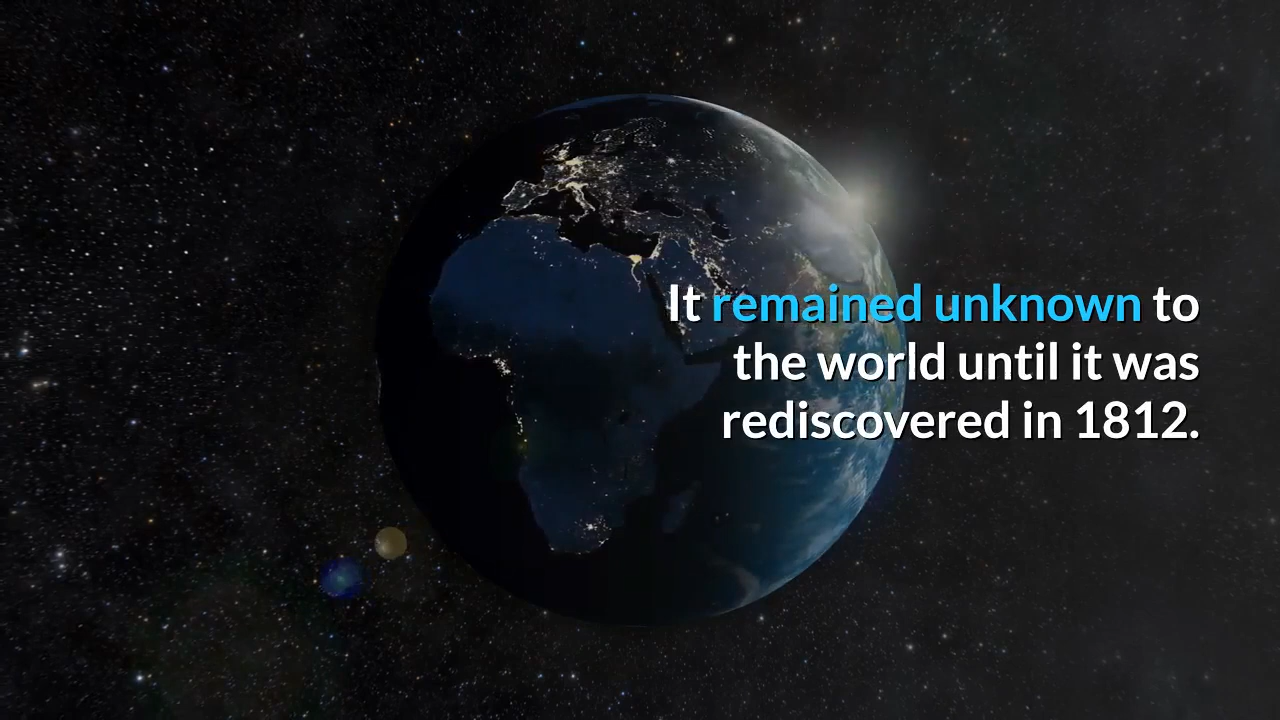 It remained unknown to
the world until it was
rediscovered in 1812.